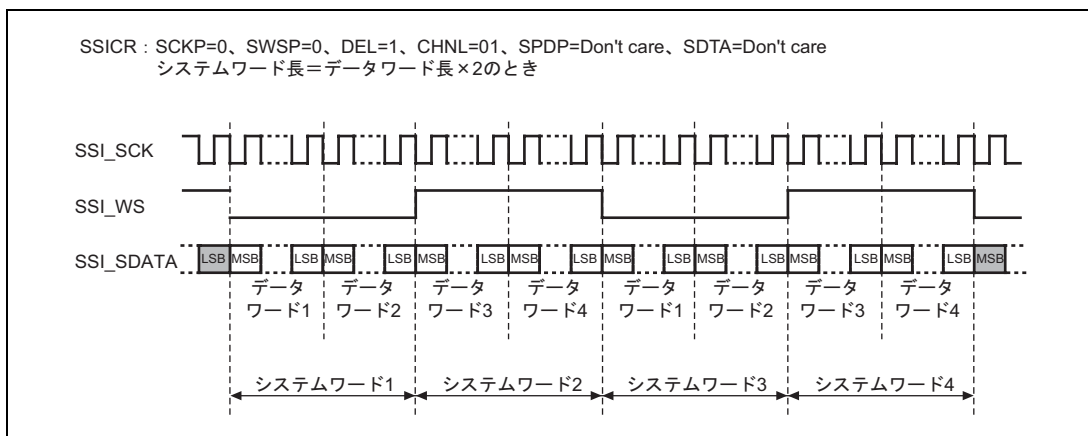 SSICR：SCKP=0、SWSP=0、DEL=1、CHNL=01、SPDP=Don't care、SDTA=Don't care
システムワード長＝データワード長×2のとき
SSI_SCK
SSI_WS
SSI_SDATA LSB MSB LSB MSB LSB MSB LSB MSB LSB MSB LSB MSB LSB MSB LSB MSB LSB MSB
データ データ データ データ データ データ データ データ
ワード1 ワード2 ワード3 ワード4 ワード1 ワード2 ワード3 ワード4
システムワード1 システムワード2 システムワード3 システムワード4